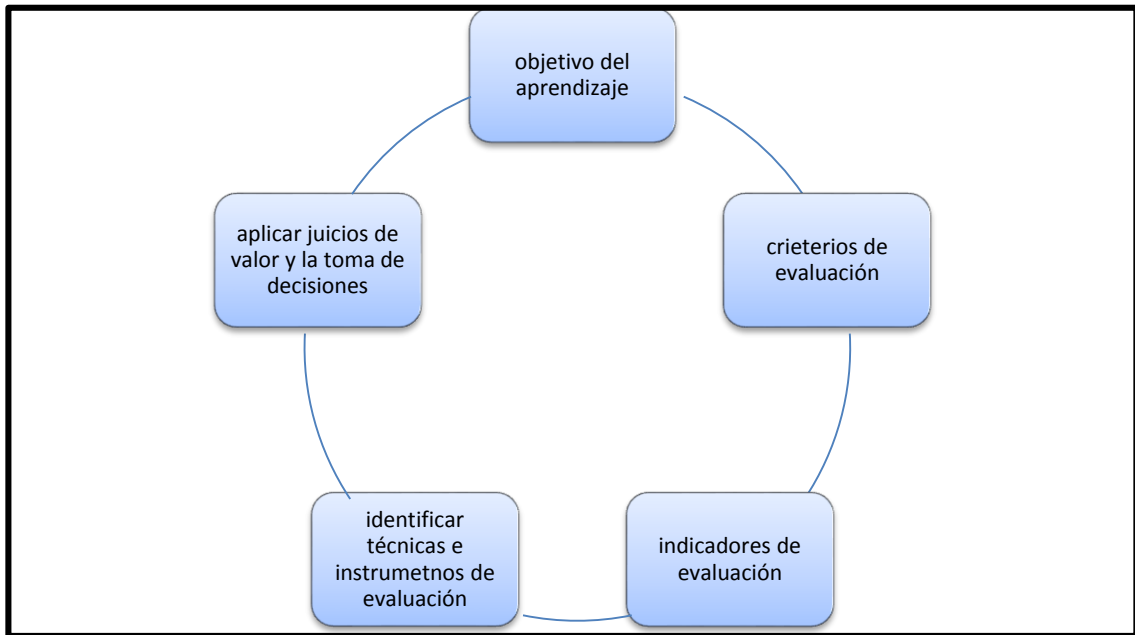 objetivo del
aprendizaje
crieterios de
evaluación
indicadores de
evaluación
identificar
técnicas e
instrumetnos de
evaluación
aplicar juicios de
valor y la toma de
decisiones